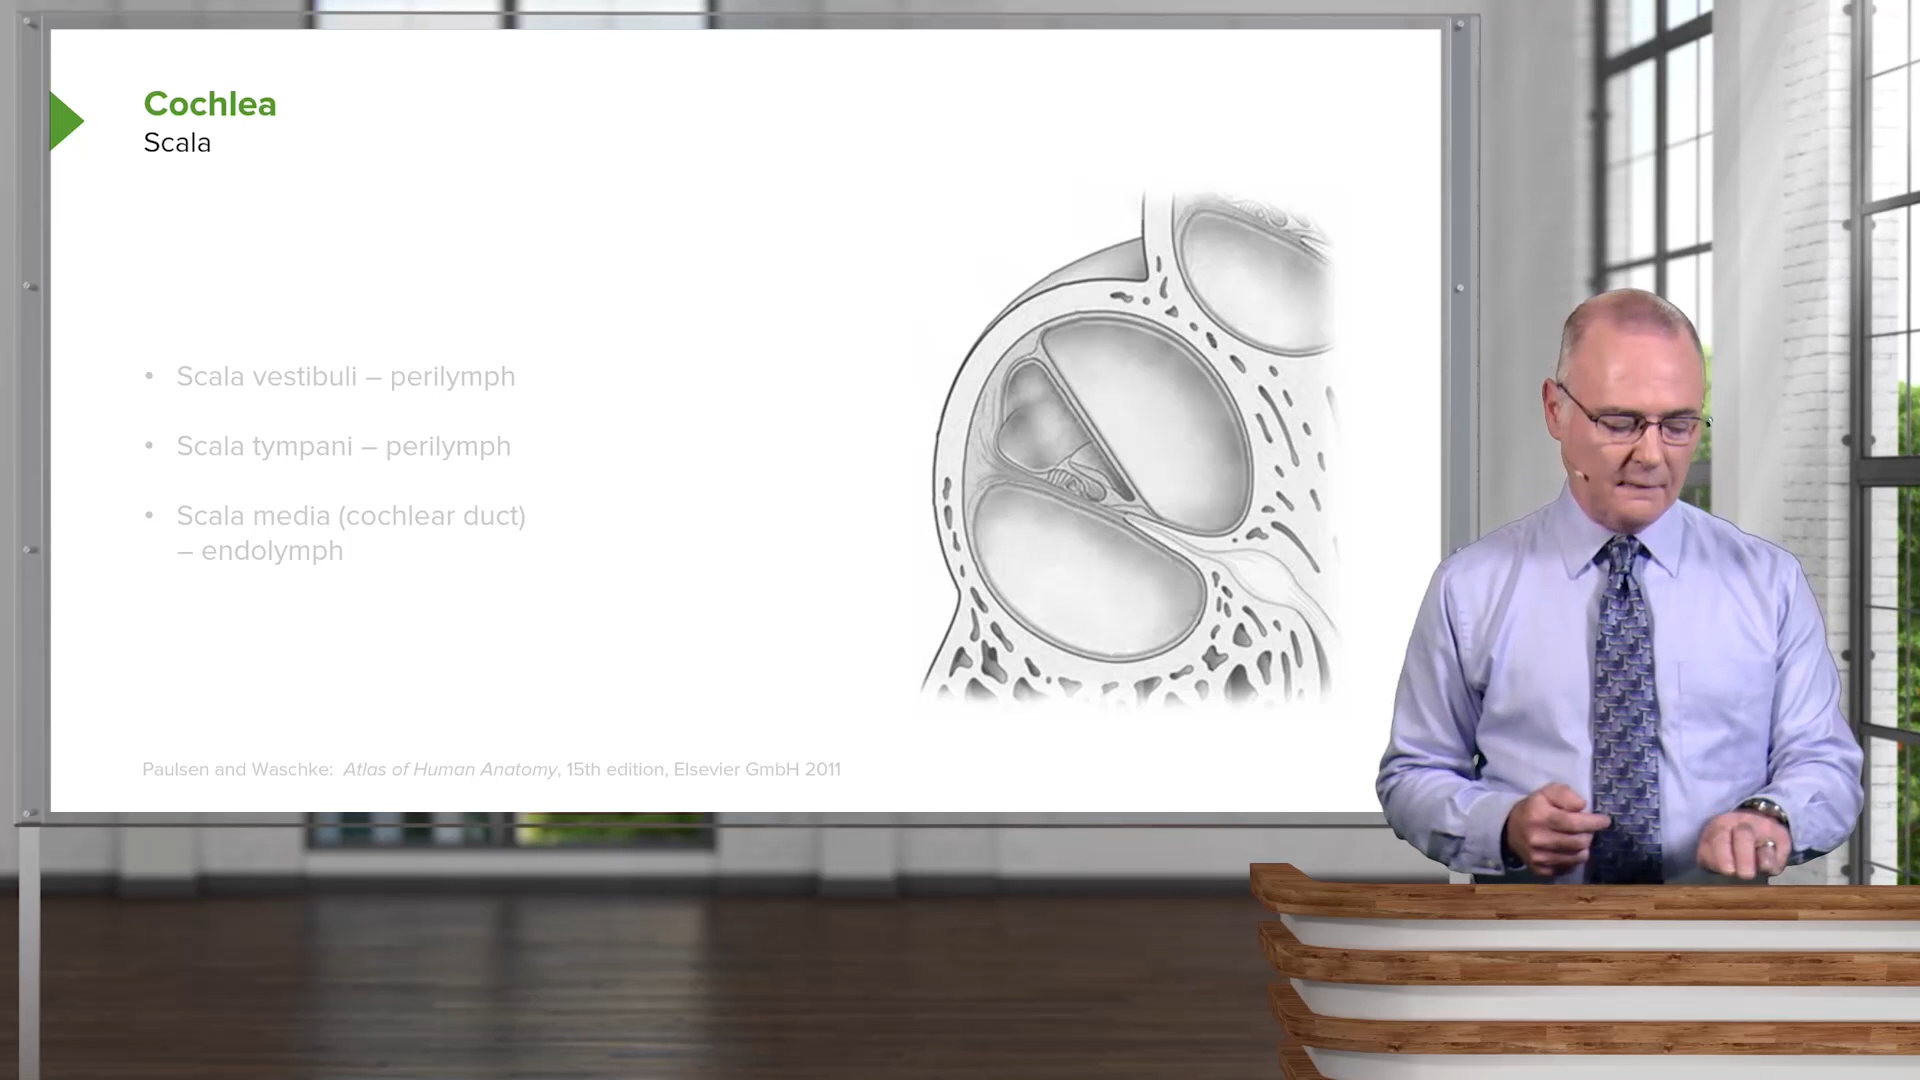 Cochlea
Scala
• Scala vestibuli – perilymph
• Scala tympani – perilymph
• Scala media (cochlear duct)
– endolymph
Paulsen and Waschke: Atlas of Human Anatomy, 15th edition, Elsevier GmbH 2011